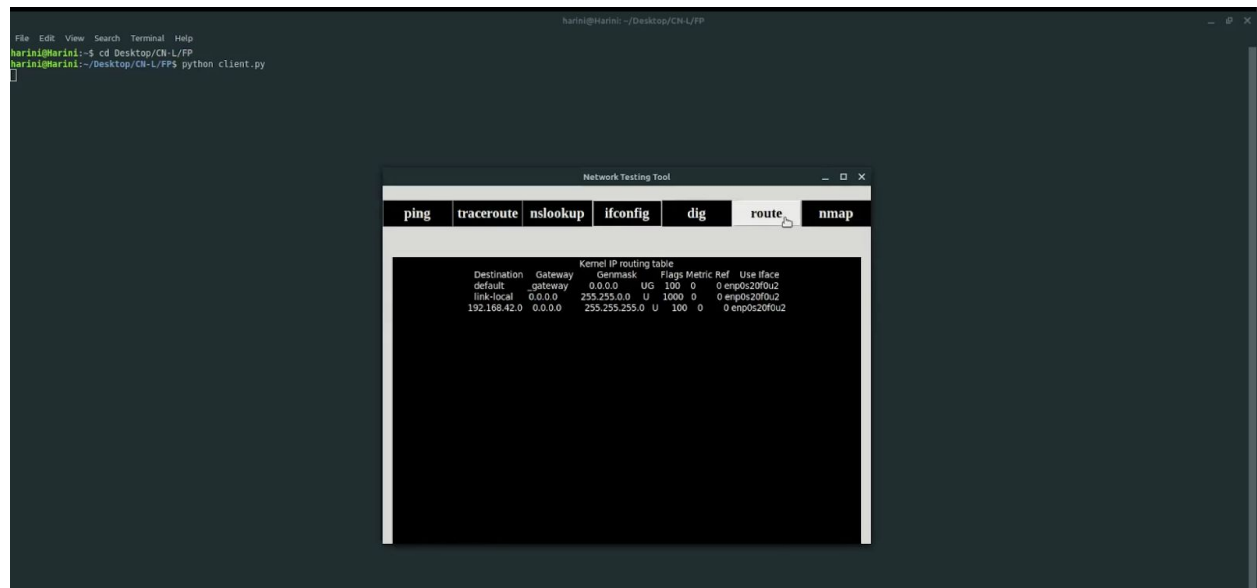 harini@Harini: ~/Desktop/CN-L/FP
File Edit View Search Terminal Help
harini@Harini:~$ cd Desktop/CN-L/FP
harini@Harini:~/Desktop/CN-L/FP$ python client.py
Network Testing Tool
ping traceroute nslookup ifconfig dig route nmap
Kernel IP routing table
Destination Gateway Genmask Flags Metric Ref Use Iface
default _gateway 0.0.0.0 UG 100 0 0 enp0s20f0u2
link-local 0.0.0.0 255.255.0.0 U 1000 0 0 enp0s20f0u2
192.168.42.0 0.0.0.0 255.255.255.0 U 100 0 0 enp0s20f0u2